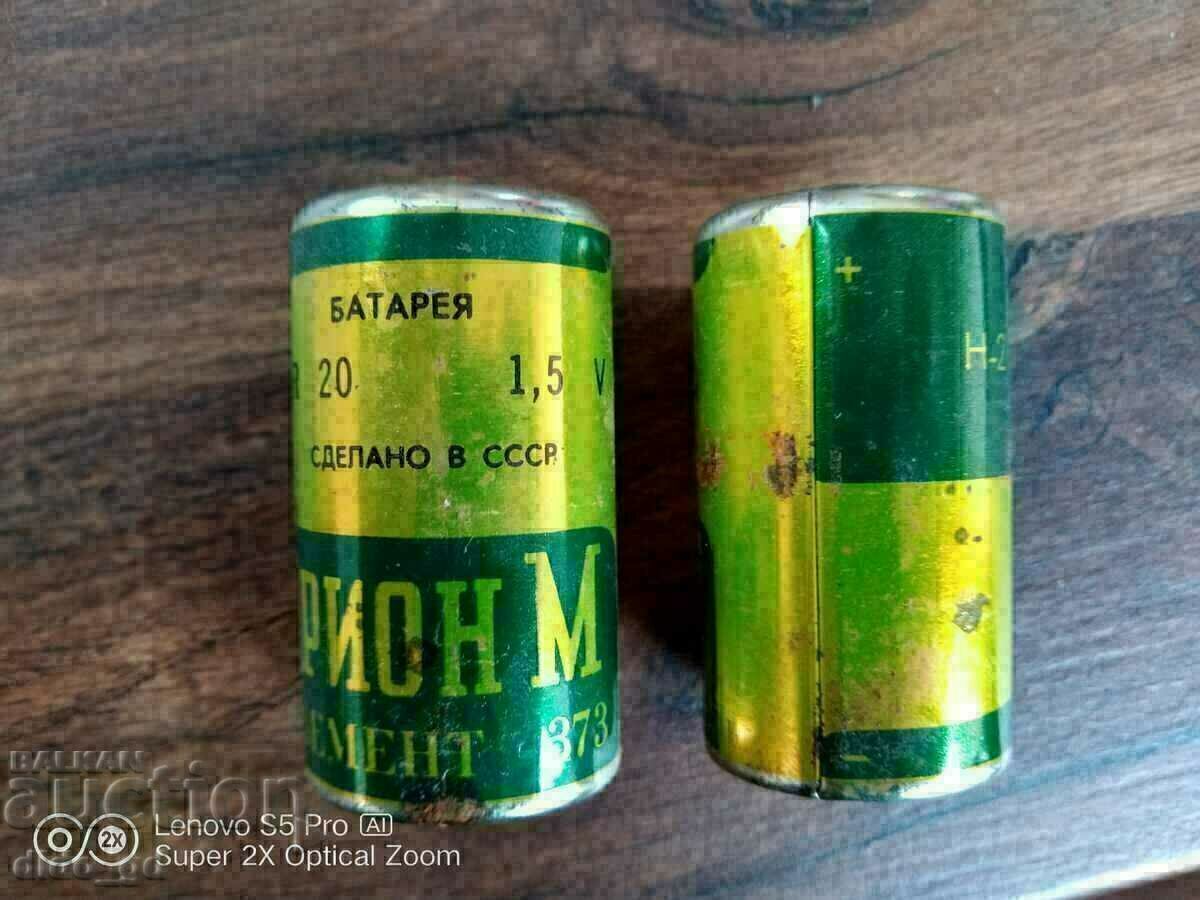 БАТАРЕЯ
R 20 1,5 V
СДЕЛАНО В СССР
РИОН М
ЕМЕНТ 373
+
Н-2
−
BALKAN
auction
Lenovo S5 Pro AI
2X
Super 2X Optical Zoom